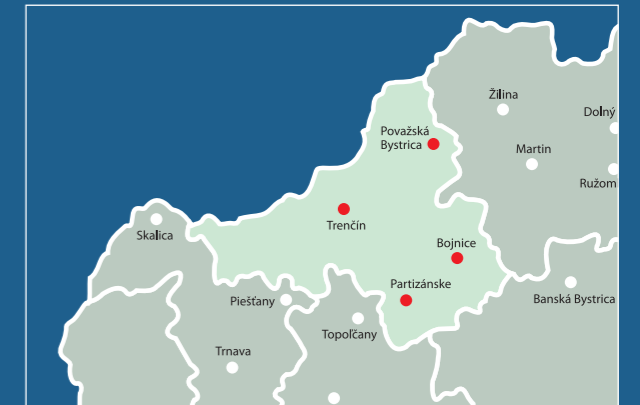 Žilina
Dolný
Považská
Bystrica
Martin
Ružom
Trenčín
Skalica
Bojnice
Partizánske
Piešťany
Banská Bystrica
Topoľčany
Trnava